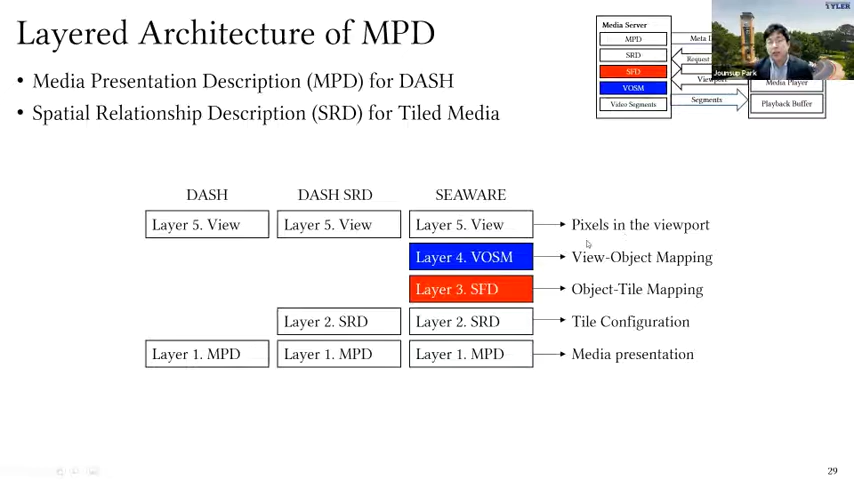 Layered Architecture of MPD
• Media Presentation Description (MPD) for DASH
• Spatial Relationship Description (SRD) for Tiled Media
Media Server
MPD
SRD
SFD
VOSM
Video Segments
Meta
Request
Segments
Media Player
Playback Buffer
TYLER
Jounsup Park
DASH
DASH SRD
SEAWARE
Layer 5. View
Layer 5. View
Layer 5. View
Pixels in the viewport
Layer 4. VOSM
View-Object Mapping
Layer 3. SFD
Object-Tile Mapping
Layer 2. SRD
Layer 2. SRD
Tile Configuration
Layer 1. MPD
Layer 1. MPD
Layer 1. MPD
Media presentation
29